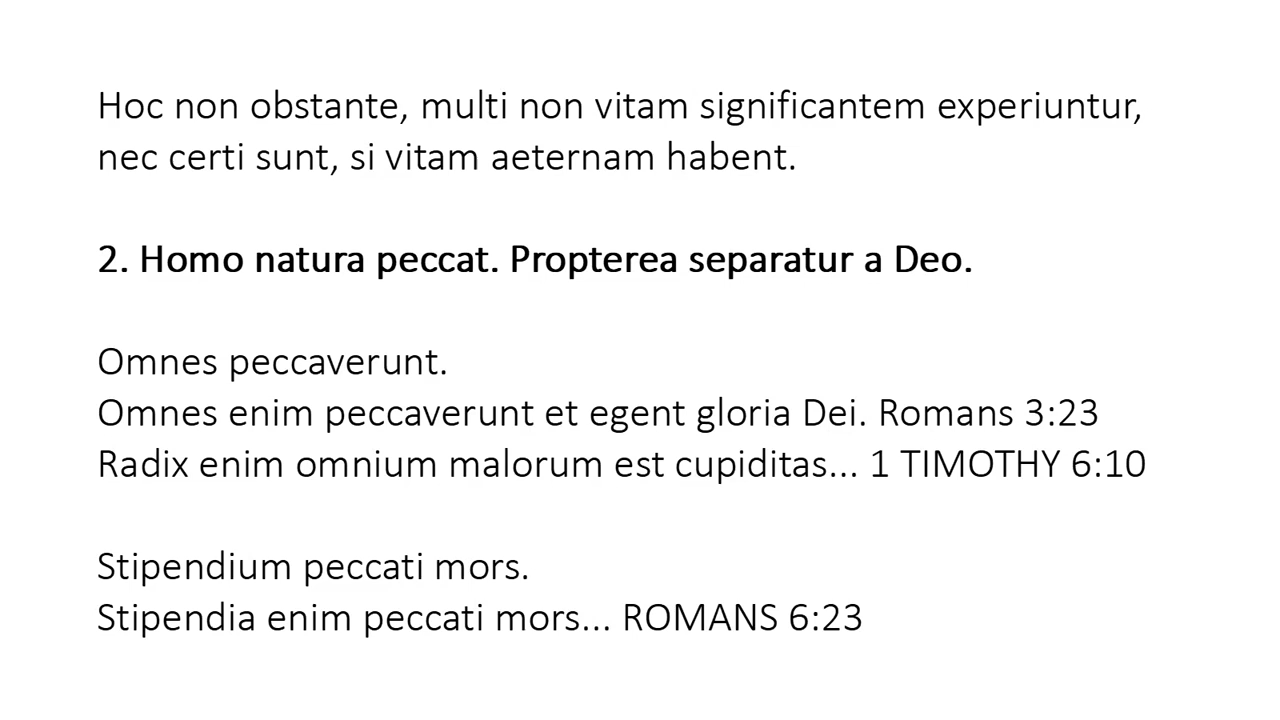 Hoc non obstante, multi non vitam significantem experiuntur,
nec certi sunt, si vitam aeternam habent.
2. Homo natura peccat. Propterea separatur a Deo.
Omnes peccaverunt.
Omnes enim peccaverunt et egent gloria Dei. Romans 3:23
Radix enim omnium malorum est cupiditas... 1 TIMOTHY 6:10
Stipendium peccati mors.
Stipendia enim peccati mors... ROMANS 6:23